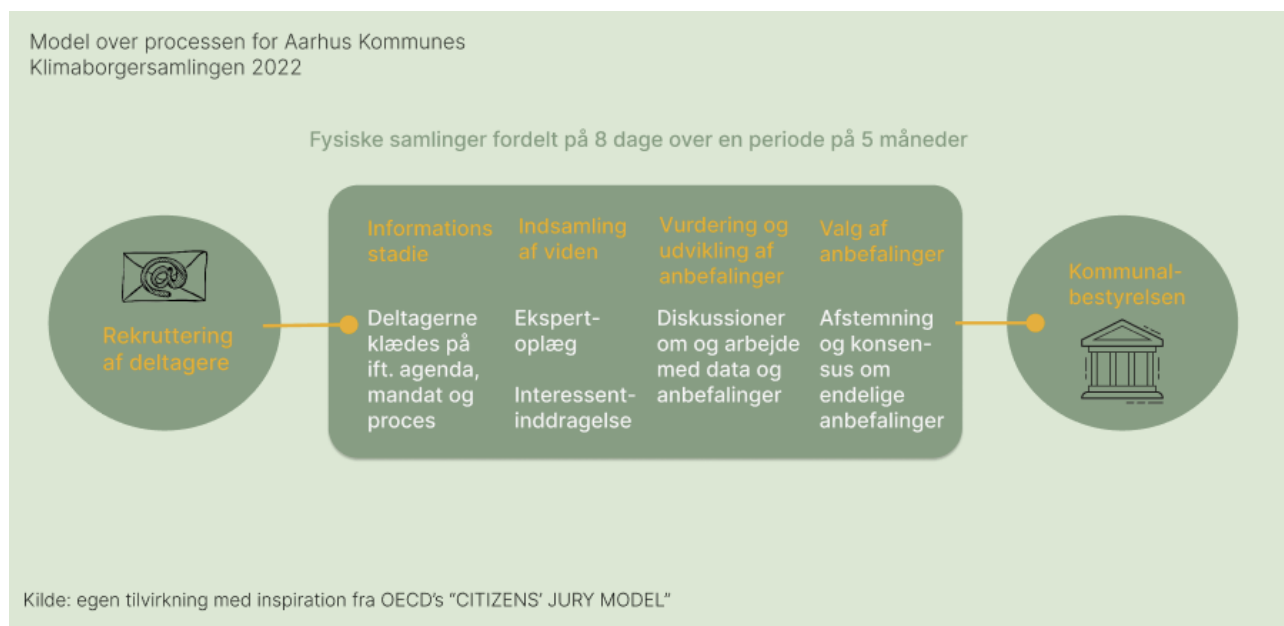 Model over processen for Aarhus Kommunes
Klimaborgersamlingen 2022
Fysiske samlinger fordelt på 8 dage over en periode på 5 måneder
Rekruttering
af deltagere
Informations
stadie
Deltagerne
klædes på
ift. agenda,
mandat og
proces
Indsamling
af viden
Ekspert-
oplæg
Interessent-
inddragelse
Vurdering og
udvikling af
anbefalinger
Diskussioner
om og arbejde
med data og
anbefalinger
Valg af
anbefalinger
Afstemning
og konsen-
sus om
endelige
anbefalinger
Kommunal-
bestyrelsen
Kilde: egen tilvirkning med inspiration fra OECD's "CITIZENS' JURY MODEL"